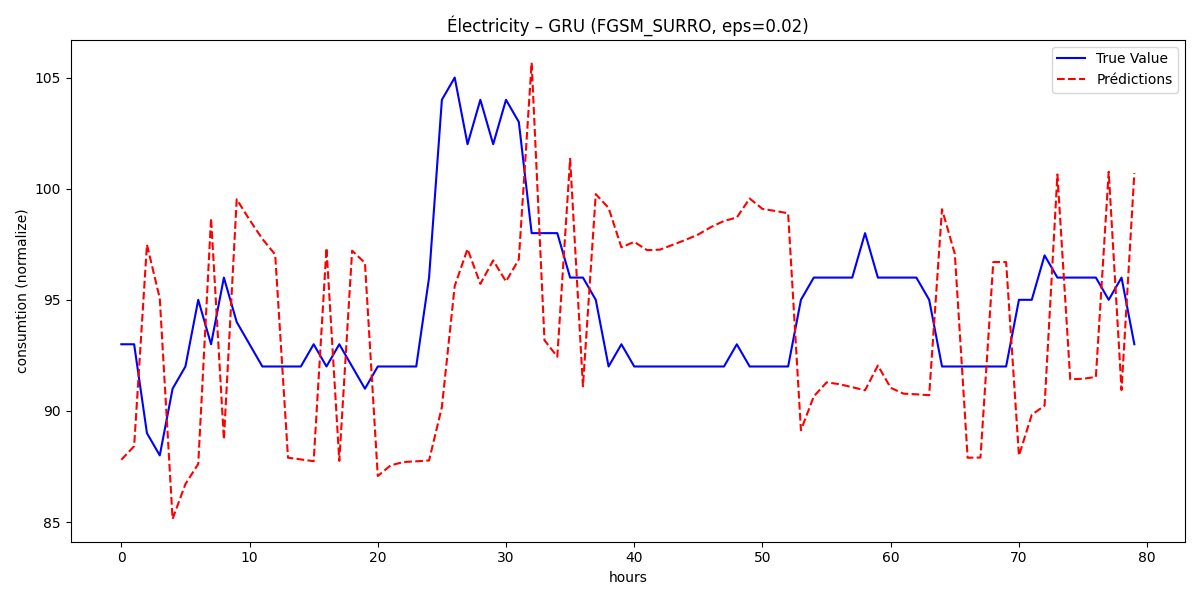 Électricity – GRU (FGSM_SURRO, eps=0.02)
True Value
Prédictions
consumtion (normalize)
105
100
95
90
85
0 10 20 30 40 50 60 70 80
hours